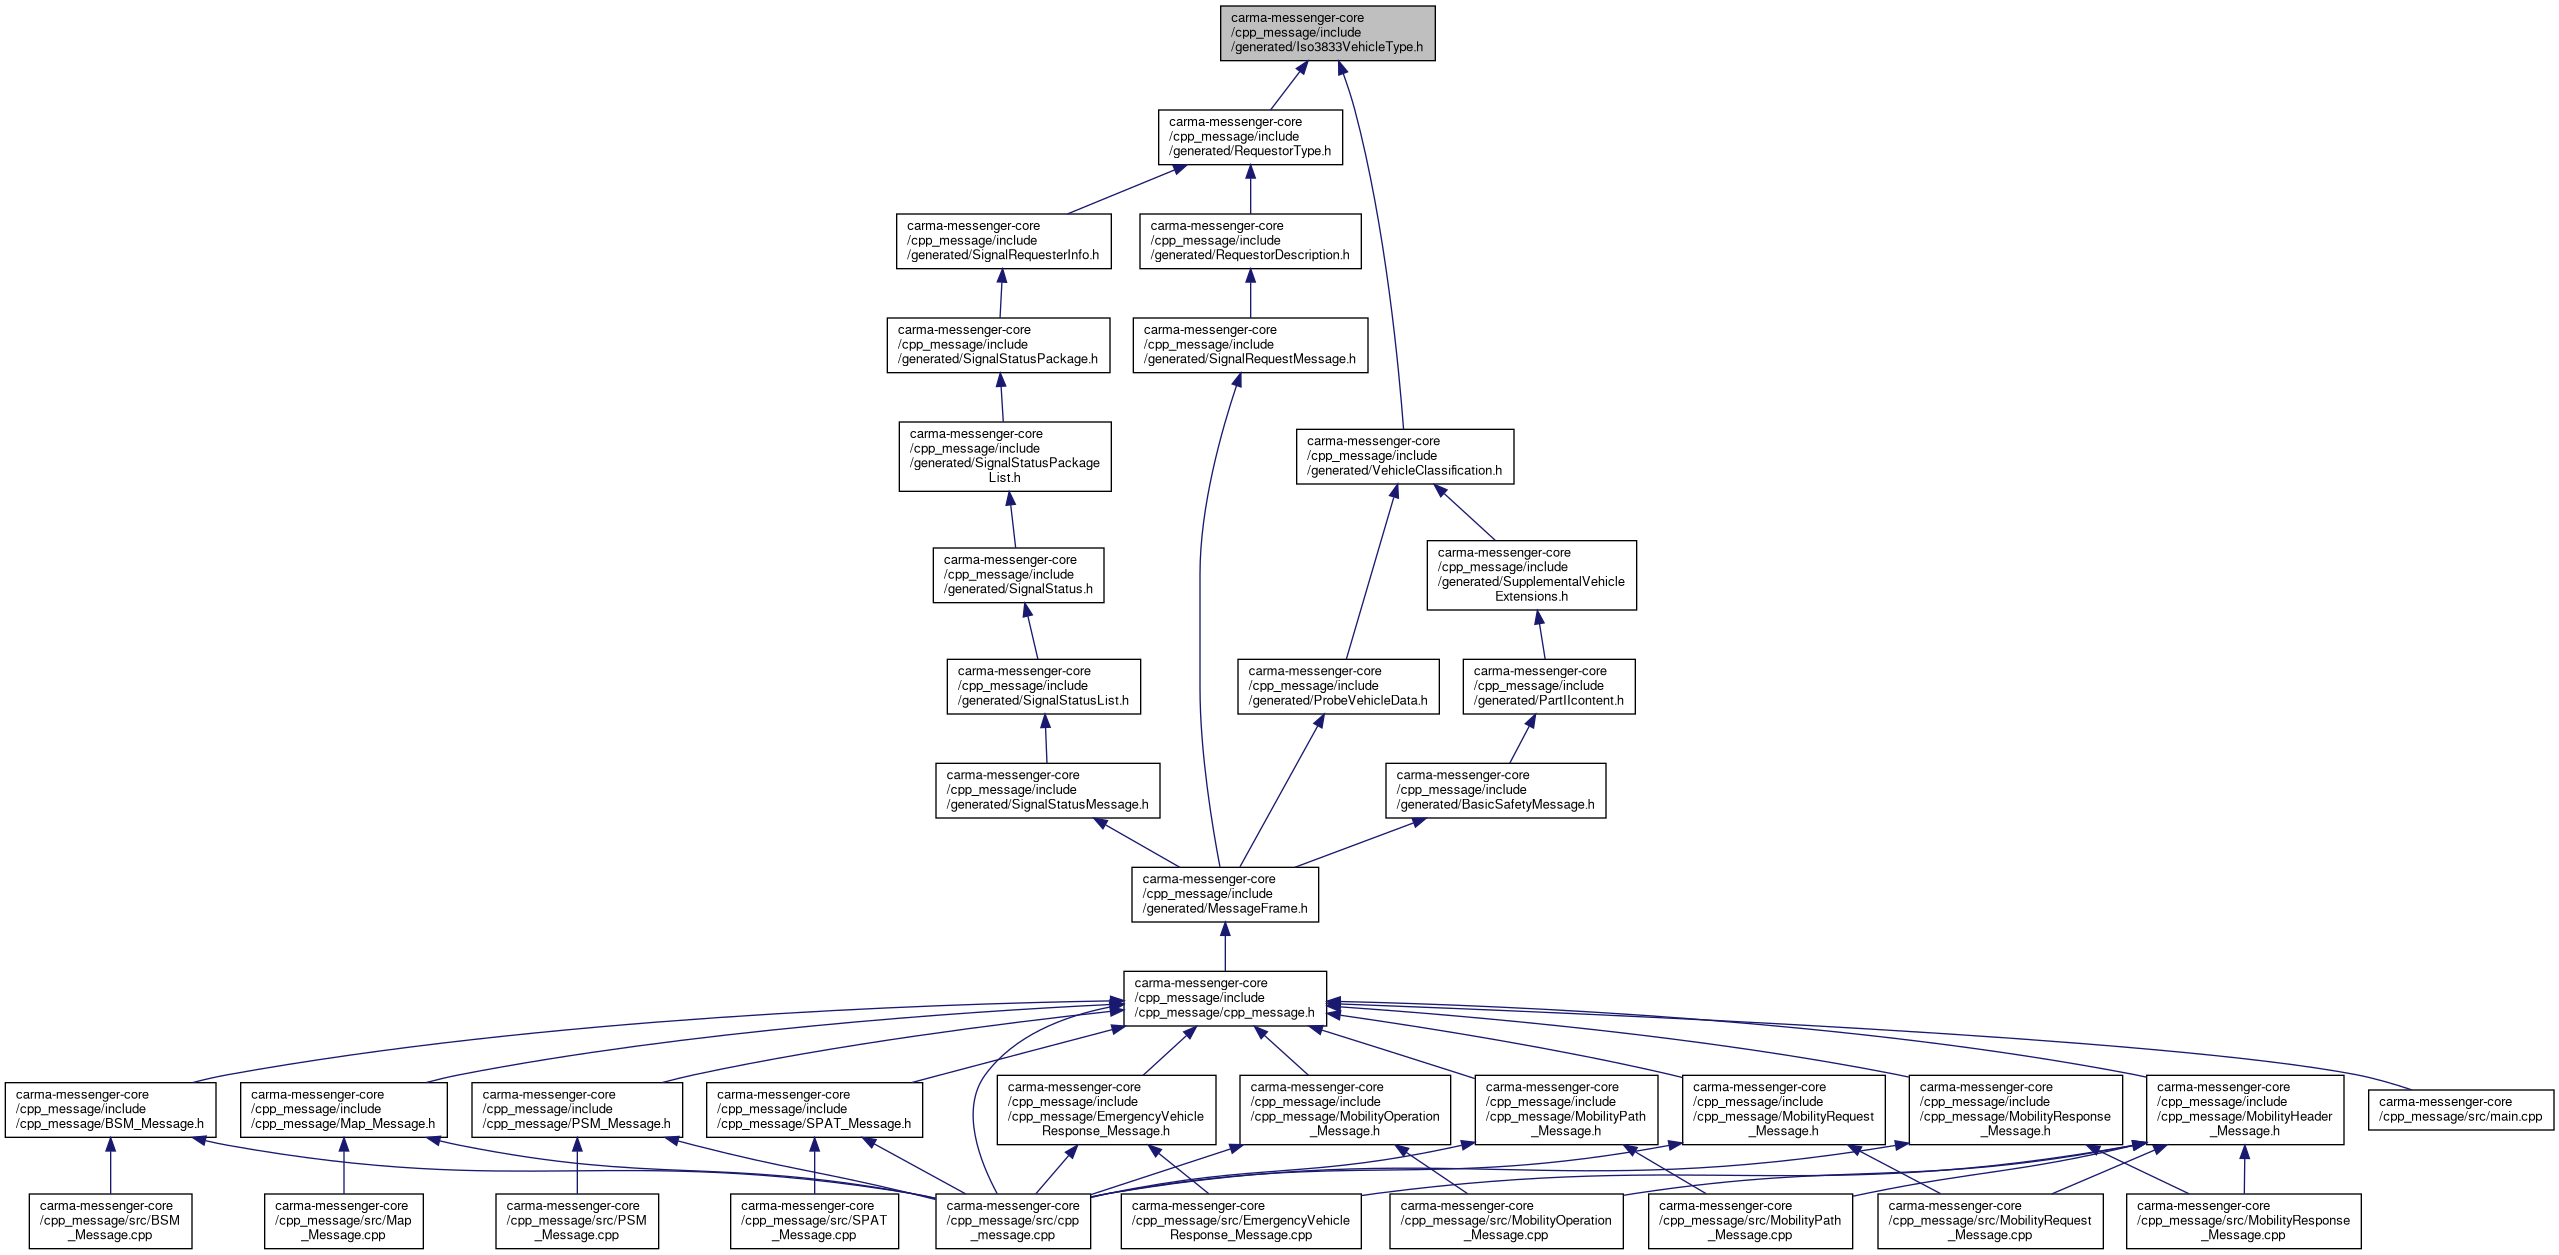 carma-messenger-core
/cpp_message/include
/generated/Iso3833VehicleType.h
carma-messenger-core
/cpp_message/include
/generated/RequestorType.h
carma-messenger-core
/cpp_message/include
/generated/SignalRequesterInfo.h
carma-messenger-core
/cpp_message/include
/generated/RequestorDescription.h
carma-messenger-core
/cpp_message/include
/generated/SignalStatusPackage.h
carma-messenger-core
/cpp_message/include
/generated/SignalRequestMessage.h
carma-messenger-core
/cpp_message/include
/generated/SignalStatusPackage
List.h
carma-messenger-core
/cpp_message/include
/generated/VehicleClassification.h
carma-messenger-core
/cpp_message/include
/generated/SignalStatus.h
carma-messenger-core
/cpp_message/include
/generated/SupplementalVehicle
Extensions.h
carma-messenger-core
/cpp_message/include
/generated/SignalStatusList.h
carma-messenger-core
/cpp_message/include
/generated/ProbeVehicleData.h
carma-messenger-core
/cpp_message/include
/generated/PartIIcontent.h
carma-messenger-core
/cpp_message/include
/generated/SignalStatusMessage.h
carma-messenger-core
/cpp_message/include
/generated/BasicSafetyMessage.h
carma-messenger-core
/cpp_message/include
/generated/MessageFrame.h
carma-messenger-core
/cpp_message/include
/cpp_message/cpp_message.h
carma-messenger-core
/cpp_message/include
/cpp_message/BSM_Message.h
carma-messenger-core
/cpp_message/include
/cpp_message/Map_Message.h
carma-messenger-core
/cpp_message/include
/cpp_message/PSM_Message.h
carma-messenger-core
/cpp_message/include
/cpp_message/SPAT_Message.h
carma-messenger-core
/cpp_message/include
/cpp_message/EmergencyVehicle
Response_Message.h
carma-messenger-core
/cpp_message/include
/cpp_message/MobilityOperation
_Message.h
carma-messenger-core
/cpp_message/include
/cpp_message/MobilityPath
_Message.h
carma-messenger-core
/cpp_message/include
/cpp_message/MobilityRequest
_Message.h
carma-messenger-core
/cpp_message/include
/cpp_message/MobilityResponse
_Message.h
carma-messenger-core
/cpp_message/include
/cpp_message/MobilityHeader
_Message.h
carma-messenger-core
/cpp_message/src/main.cpp
carma-messenger-core
/cpp_message/src/BSM
_Message.cpp
carma-messenger-core
/cpp_message/src/Map
_Message.cpp
carma-messenger-core
/cpp_message/src/PSM
_Message.cpp
carma-messenger-core
/cpp_message/src/SPAT
_Message.cpp
carma-messenger-core
/cpp_message/src/cpp
_message.cpp
carma-messenger-core
/cpp_message/src/EmergencyVehicle
Response_Message.cpp
carma-messenger-core
/cpp_message/src/MobilityOperation
_Message.cpp
carma-messenger-core
/cpp_message/src/MobilityPath
_Message.cpp
carma-messenger-core
/cpp_message/src/MobilityRequest
_Message.cpp
carma-messenger-core
/cpp_message/src/MobilityResponse
_Message.cpp